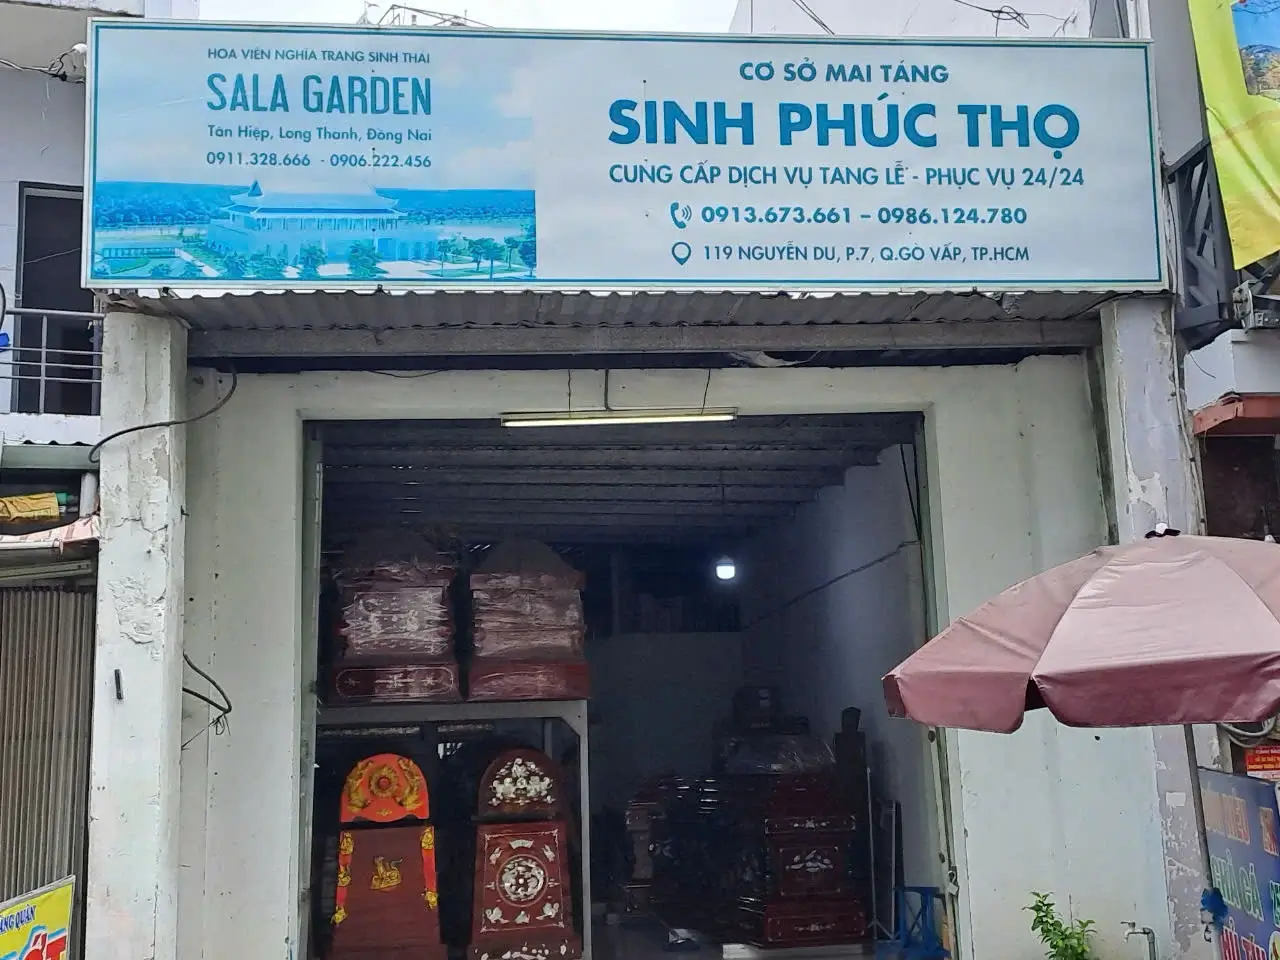 HOA VIÊN NGHĨA TRANG SINH THÁI
SALA GARDEN
Tân Hiệp, Long Thành, Đồng Nai
0911.328.666 - 0906.222.456
CƠ SỞ MAI TÁNG
SINH PHÚC THỌ
CUNG CẤP DỊCH VỤ TANG LỄ - PHỤC VỤ 24/24
0913.673.661 – 0986.124.780
119 NGUYỄN DU, P.7, Q.GÒ VẤP, TP.HCM